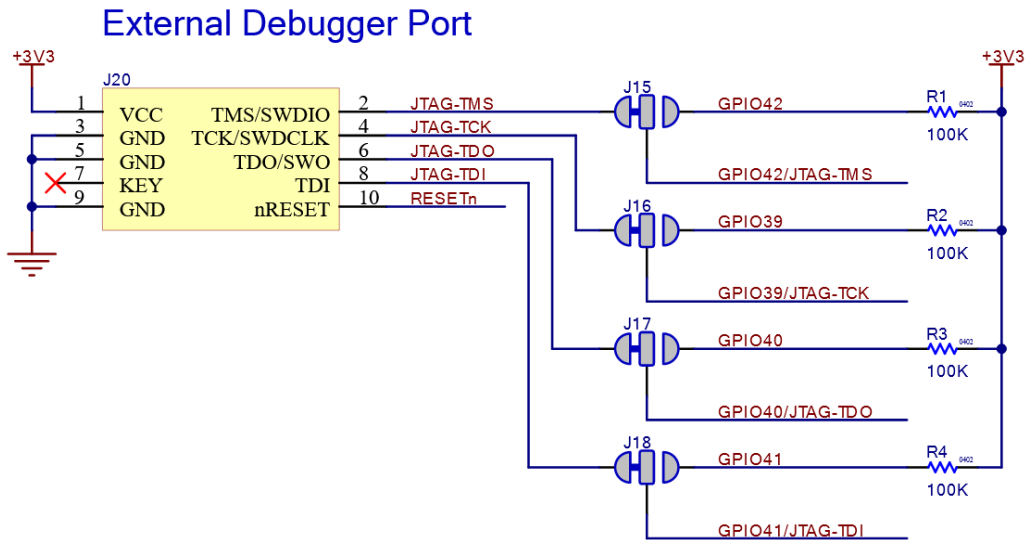 External Debugger Port
+3V3
+3V3
J20
1 VCC TMS/SWDIO 2 JTAG-TMS
3 GND TCK/SWDCLK 4 JTAG-TCK
5 GND TDO/SWO 6 JTAG-TDO
7 KEY TDI 8 JTAG-TDI
9 GND nRESET 10 RESETn
J15 GPIO42 R1 0402
100K
GPIO42/JTAG-TMS
J16 GPIO39 R2 0402
100K
GPIO39/JTAG-TCK
J17 GPIO40 R3 0402
100K
GPIO40/JTAG-TDO
J18 GPIO41 R4 0402
100K
GPIO41/JTAG-TDI